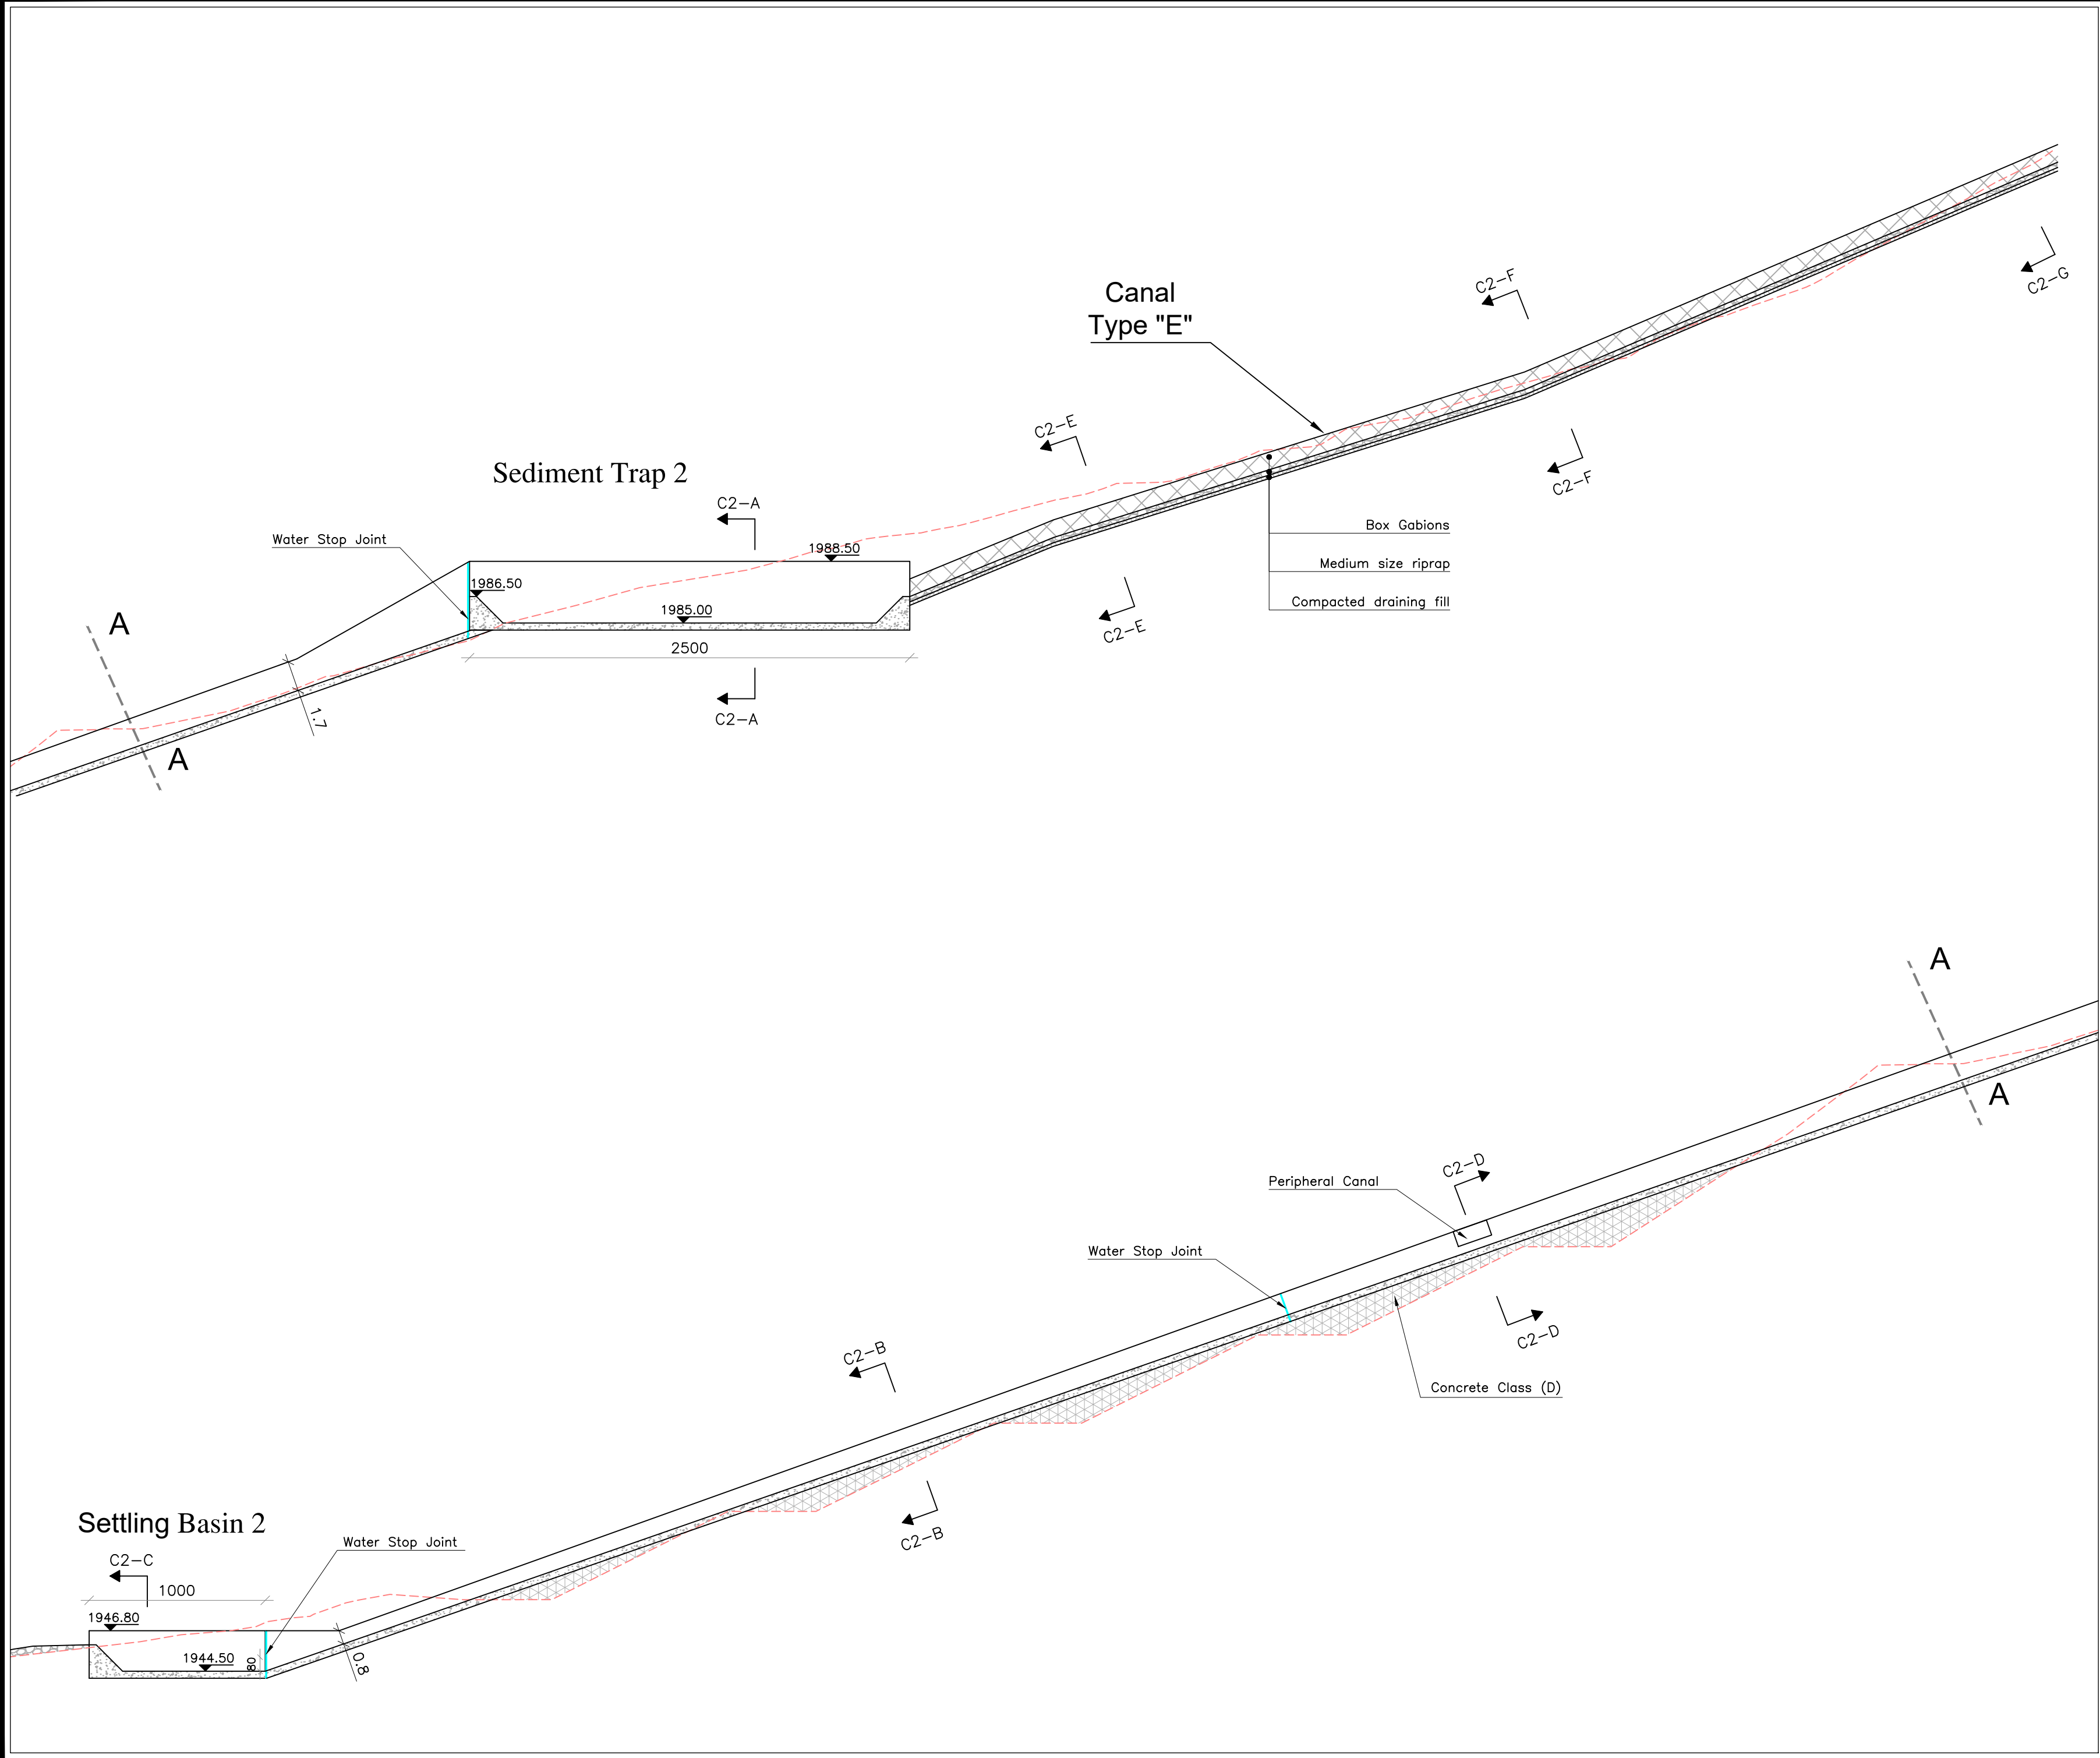 C2-G
C2-F
Canal
Type "E"
C2-E
C2-F
Sediment Trap 2
C2-A
Box Gabions
Water Stop Joint
1988.50
Medium size riprap
1986.50
Compacted draining fill
1985.00
A
C2-E
2500
1.7
C2-A
A
A
A
C2-D
Peripheral Canal
Water Stop Joint
C2-D
C2-B
Concrete Class (D)
Settling Basin 2
C2-B
Water Stop Joint
C2-C
1000
1946.80
1944.50
80
0.8